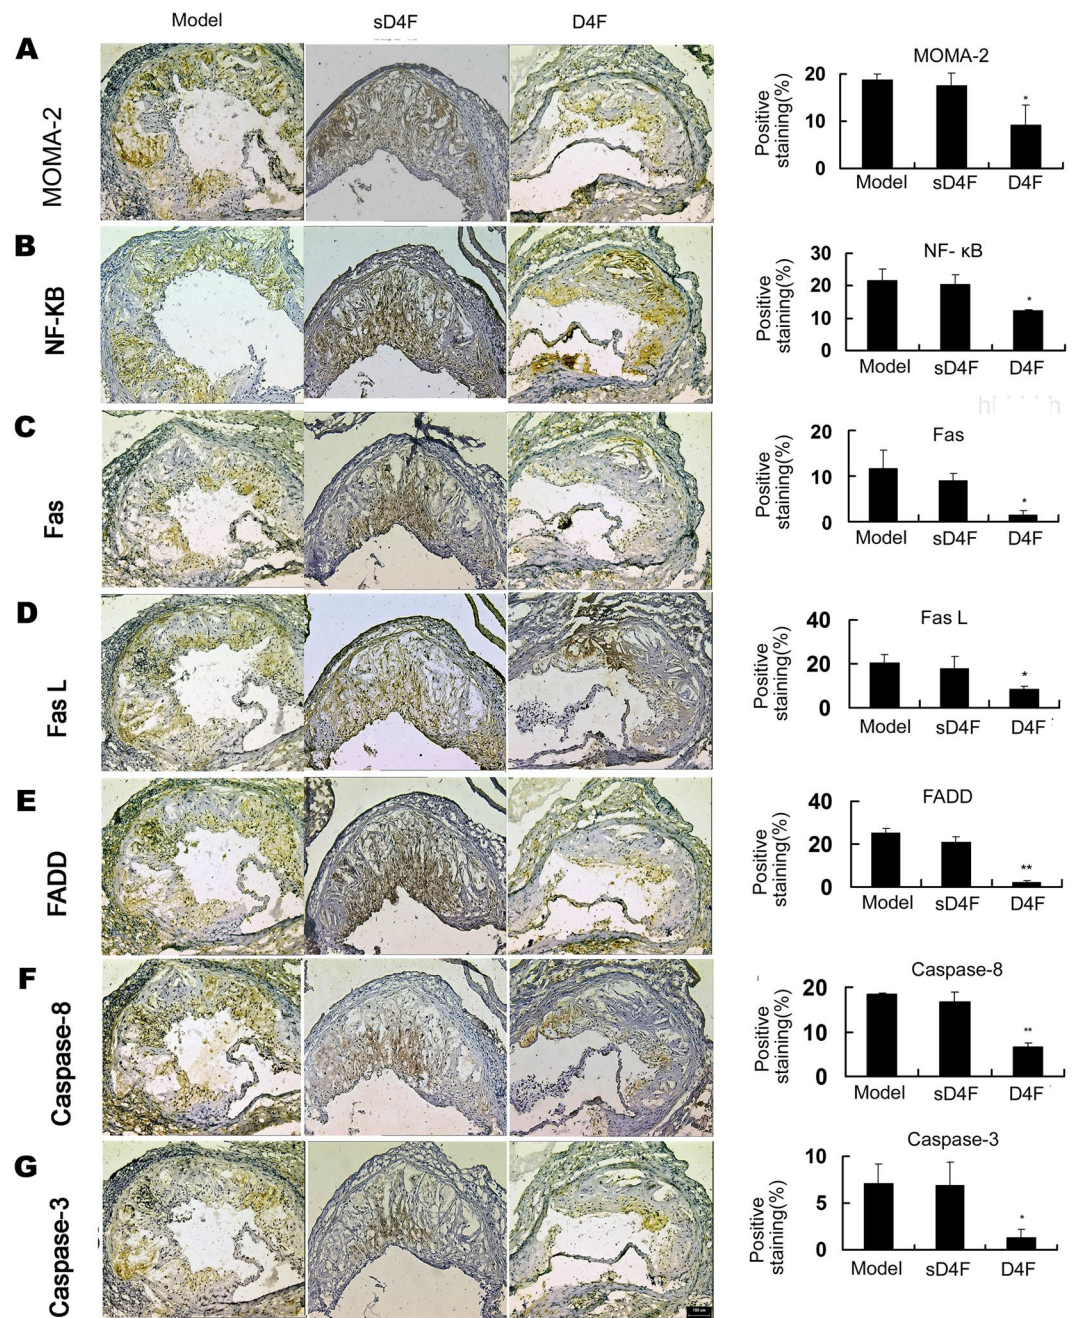 Model sD4F D4F
A
MOMA-2
MOMA-2
Positive
staining(%)
20
10
0
*
Model sD4F D4F
B
NF-KB
NF- κB
Positive
staining(%)
30
20
10
0
*
Model sD4F D4F
C
Fas
Fas
Positive
staining(%)
20
10
0
*
Model sD4F D4F
D
Fas L
Fas L
Positive
staining(%)
40
20
0
*
Model sD4F D4F
E
FADD
FADD
Positive
staining(%)
40
20
0
**
Model sD4F D4F
F
Caspase-8
Caspase-8
Positive
staining(%)
20
10
0
**
Model sD4F D4F
G
Caspase-3
Caspase-3
Positive
staining(%)
10
5
0
*
Model sD4F D4F
100 um